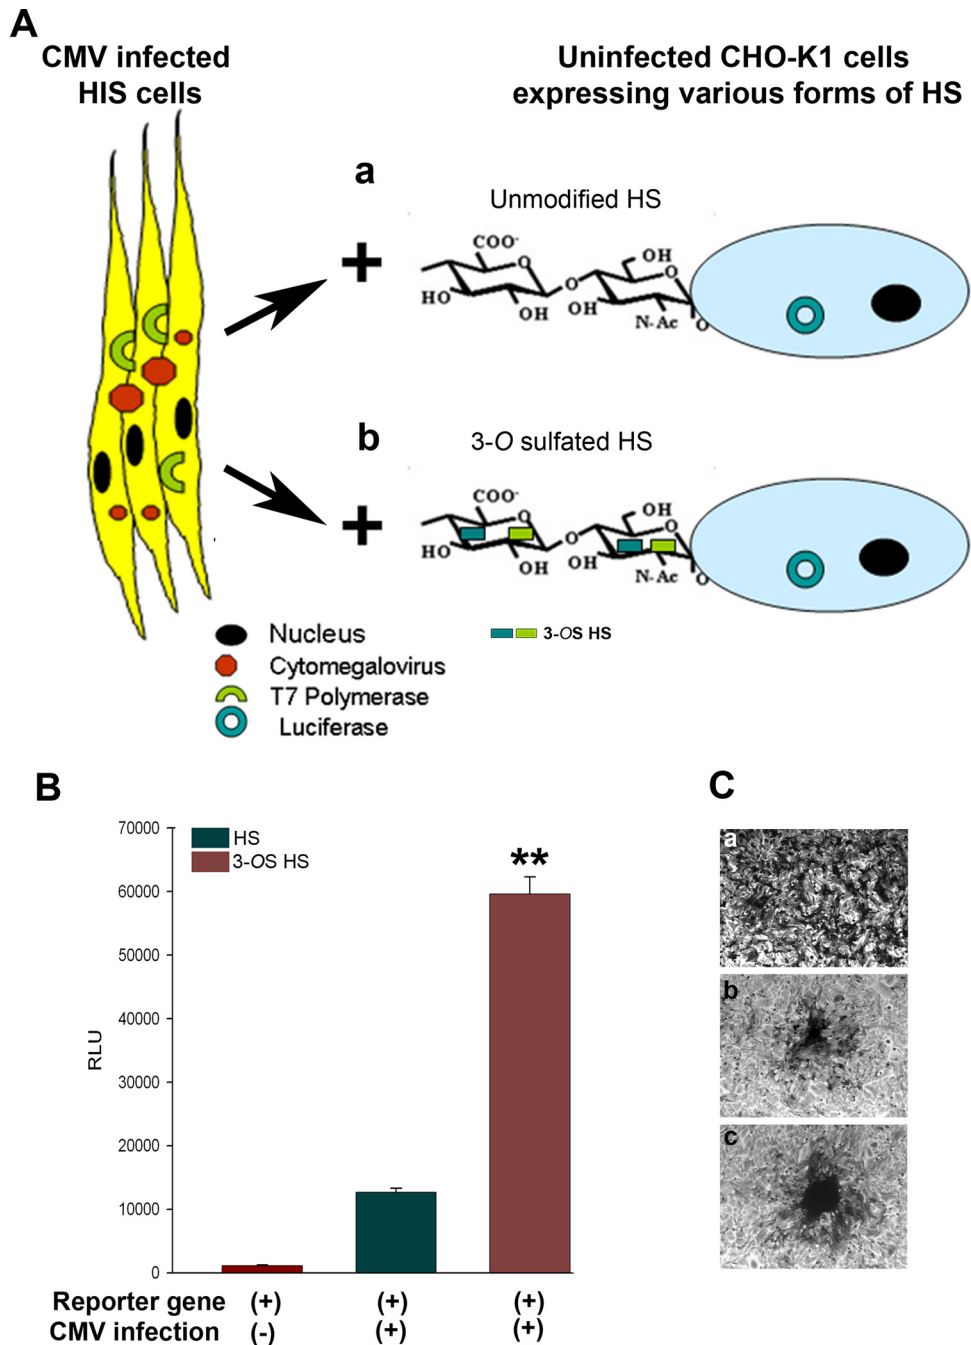 A
CMV infected
HIS cells
Uninfected CHO-K1 cells
expressing various forms of HS
a
Unmodified HS
+
COO-
O
OH
HO
OH
O
OH
O
N-Ac
O
b
3-O sulfated HS
+
COO-
O
OH
HO
OH
O
OH
O
N-Ac
O
3-OS HS
Nucleus
Cytomegalovirus
T7 Polymerase
Luciferase
B
HS
3-OS HS
**
RLU
70000
60000
50000
40000
30000
20000
10000
0
Reporter gene (+) (+) (+)
CMV infection (-) (+) (+)
C
a
b
c